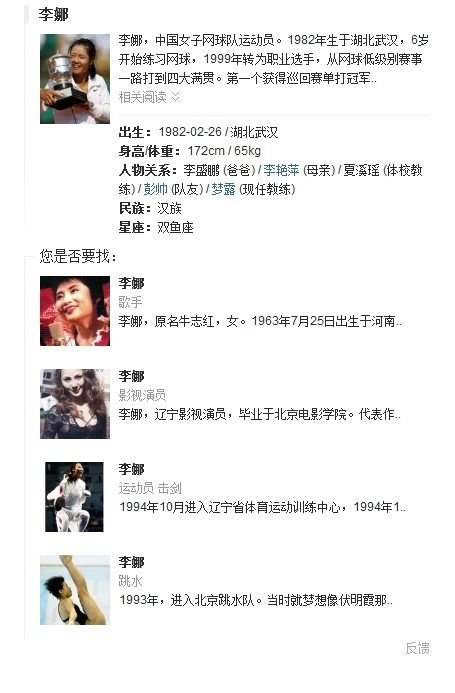 李娜
李娜，中国女子网球队运动员。1982年生于湖北武汉，6岁
开始练习网球，1999年转为职业选手，从网球低级别赛事
一路打到四大满贯。第一个获得巡回赛单打冠军..
相关阅读
出生：1982-02-26 / 湖北武汉
身高/体重：172cm / 65kg
人物关系：李盛鹏 (爸爸) / 李艳萍 (母亲) / 夏溪瑶 (体校教
练) / 彭帅 (队友) / 梦露 (现任教练)
民族：汉族
星座：双鱼座
您是否要找：
李娜
歌手
李娜，原名牛志红，女。1963年7月25日出生于河南..
李娜
影视演员
李娜，辽宁影视演员，毕业于北京电影学院。代表作..
李娜
运动员 击剑
1994年10月进入辽宁省体育运动训练中心，1994年1..
李娜
跳水
1993年，进入北京跳水队。当时就梦想像伏明霞那..
反馈